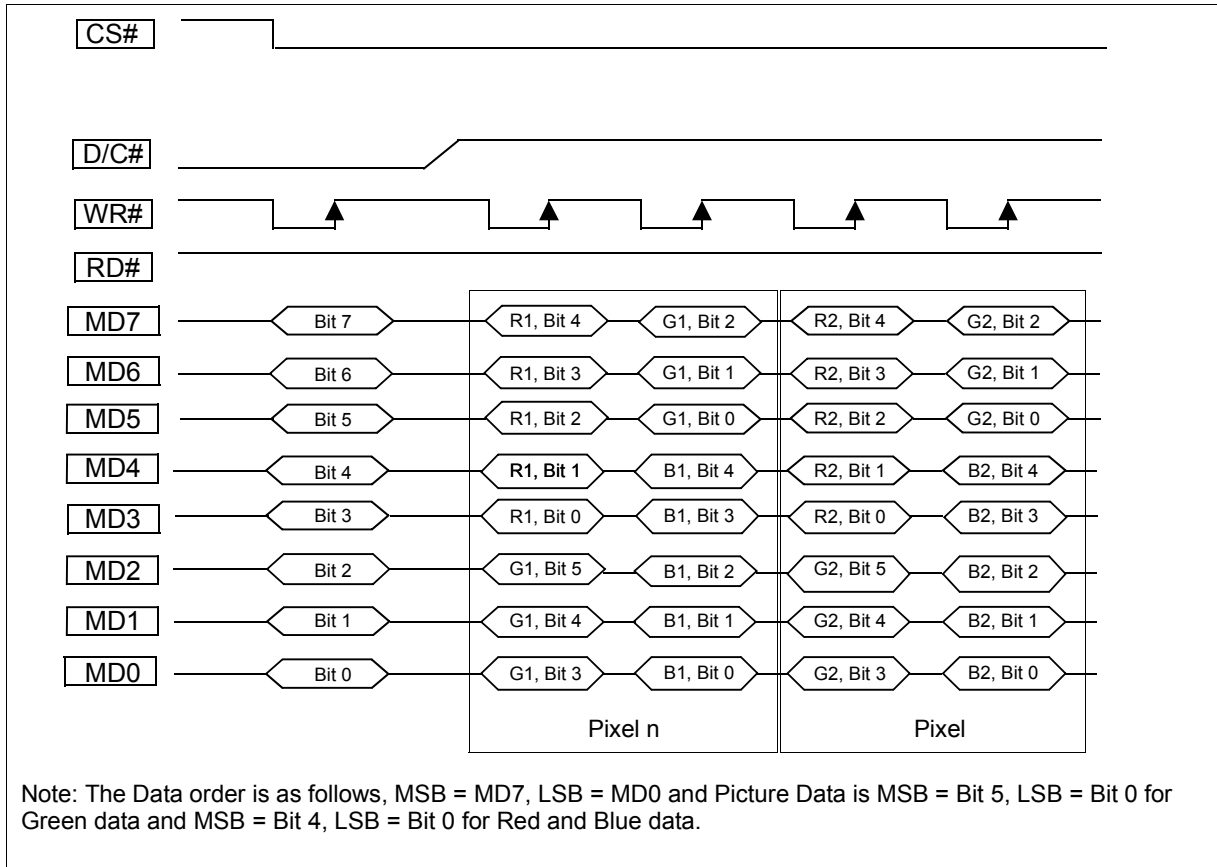 CS#
D/C#
WR#
RD#
MD7 Bit 7 R1, Bit 4 G1, Bit 2 R2, Bit 4 G2, Bit 2
MD6 Bit 6 R1, Bit 3 G1, Bit 1 R2, Bit 3 G2, Bit 1
MD5 Bit 5 R1, Bit 2 G1, Bit 0 R2, Bit 2 G2, Bit 0
MD4 Bit 4 R1, Bit 1 B1, Bit 4 R2, Bit 1 B2, Bit 4
MD3 Bit 3 R1, Bit 0 B1, Bit 3 R2, Bit 0 B2, Bit 3
MD2 Bit 2 G1, Bit 5 B1, Bit 2 G2, Bit 5 B2, Bit 2
MD1 Bit 1 G1, Bit 4 B1, Bit 1 G2, Bit 4 B2, Bit 1
MD0 Bit 0 G1, Bit 3 B1, Bit 0 G2, Bit 3 B2, Bit 0
Pixel n Pixel
Note: The Data order is as follows, MSB = MD7, LSB = MD0 and Picture Data is MSB = Bit 5, LSB = Bit 0 for
Green data and MSB = Bit 4, LSB = Bit 0 for Red and Blue data.